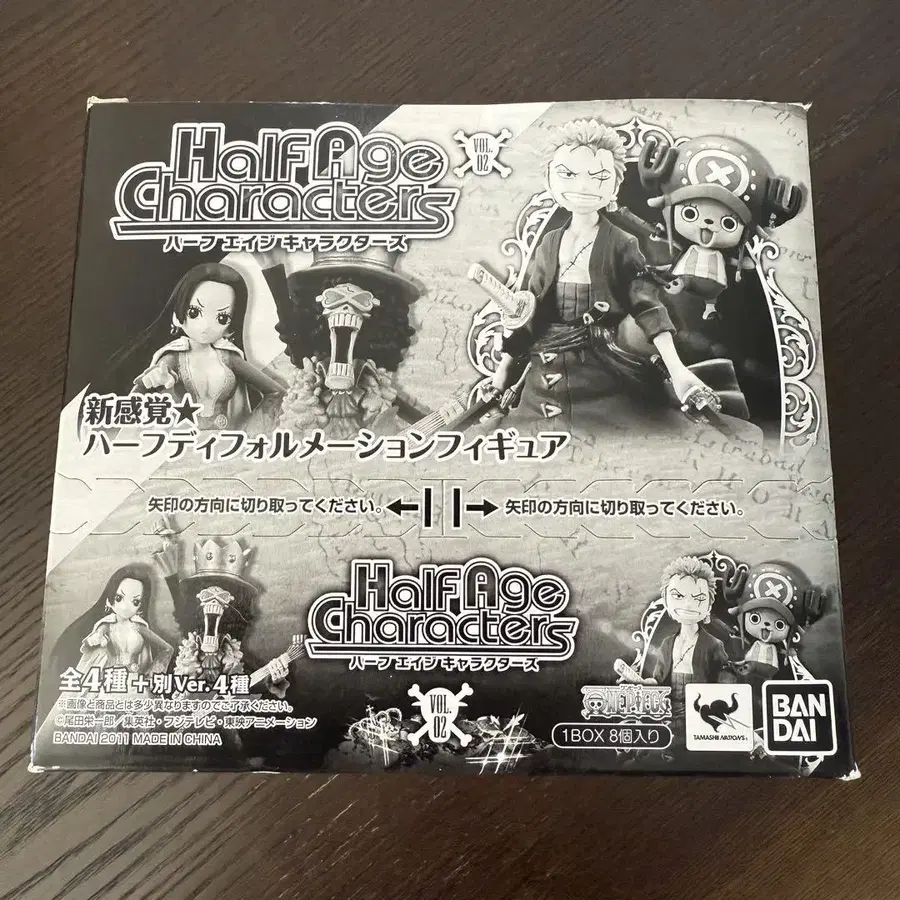 Half Age
Characters
VOL.
02
ハーフ エイジ キャラクターズ
新感覚★
ハーフディフォルメーションフィギュア
矢印の方向に切り取ってください。
矢印の方向に切り取ってください。
Half Age
Characters
ハーフ エイジ キャラクターズ
VOL.
02
全4種+別Ver.4種
※画像と商品とは多少異なりますのでご了承ください。
©尾田栄一郎/集英社・フジテレビ・東映アニメーション
BANDAI 2011 MADE IN CHINA
ONE PIECE
1BOX 8個入り
TAMASHII NATIONS
BAN
DAI